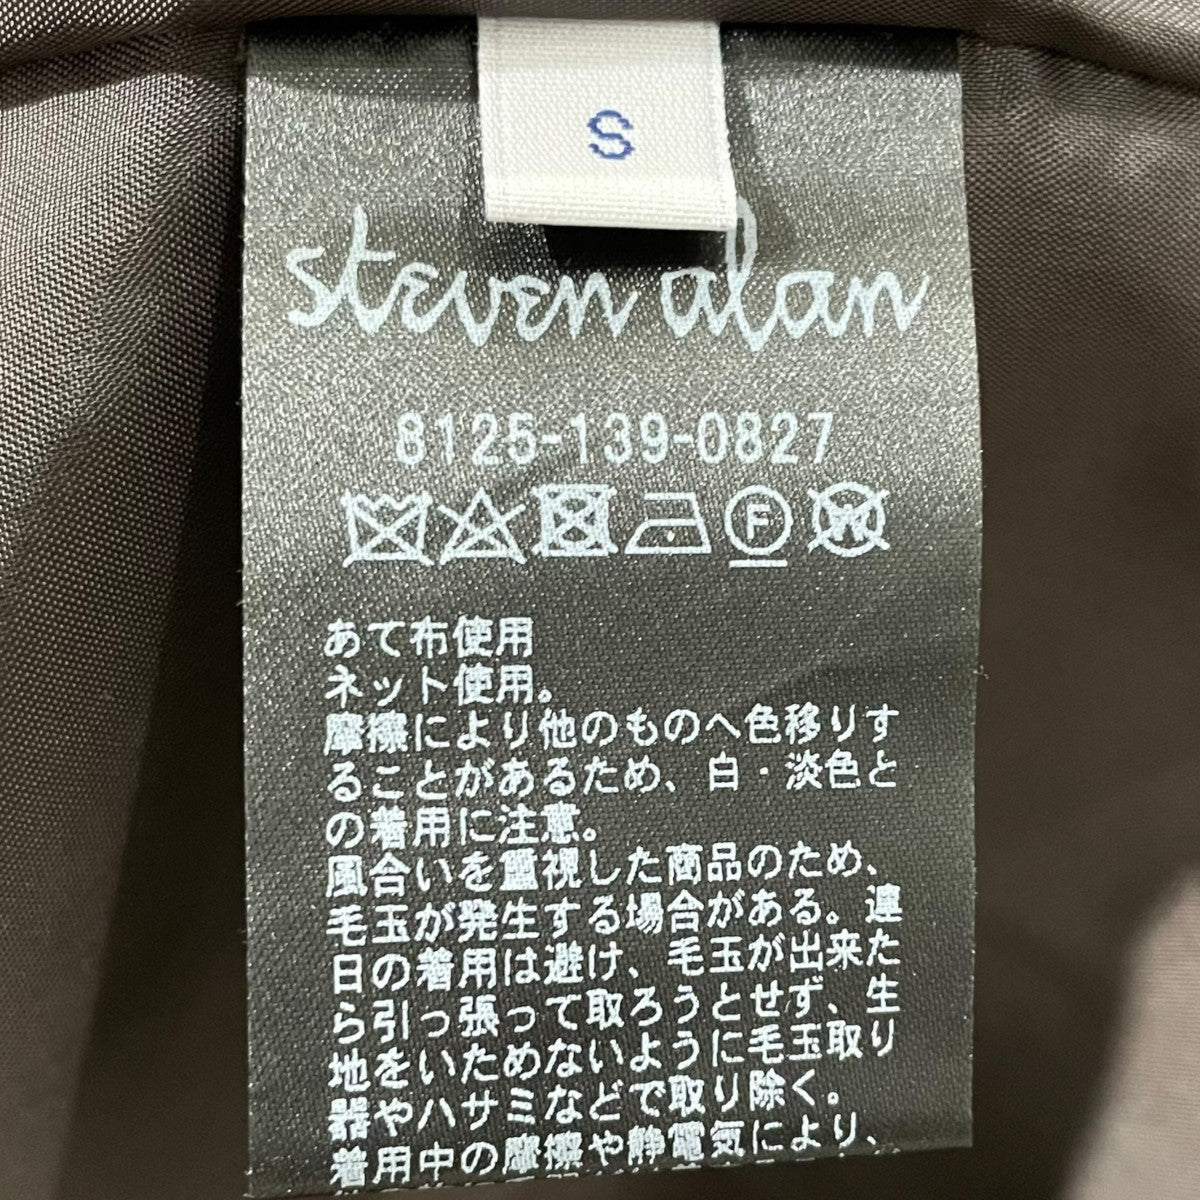 S
steven alan
8125-139-0827
F
W
あて布使用
ネット使用。
摩擦により他のものへ色移りす
ることがあるため、白・淡色と
の着用に注意。
風合いを重視した商品のため、
毛玉が発生する場合がある。連
日の着用は避け、毛玉が出来た
ら引っ張って取ろうとせず、生
地をいためないように毛玉取り
器やハサミなどで取り除く。
着用中の摩擦や静電気により、